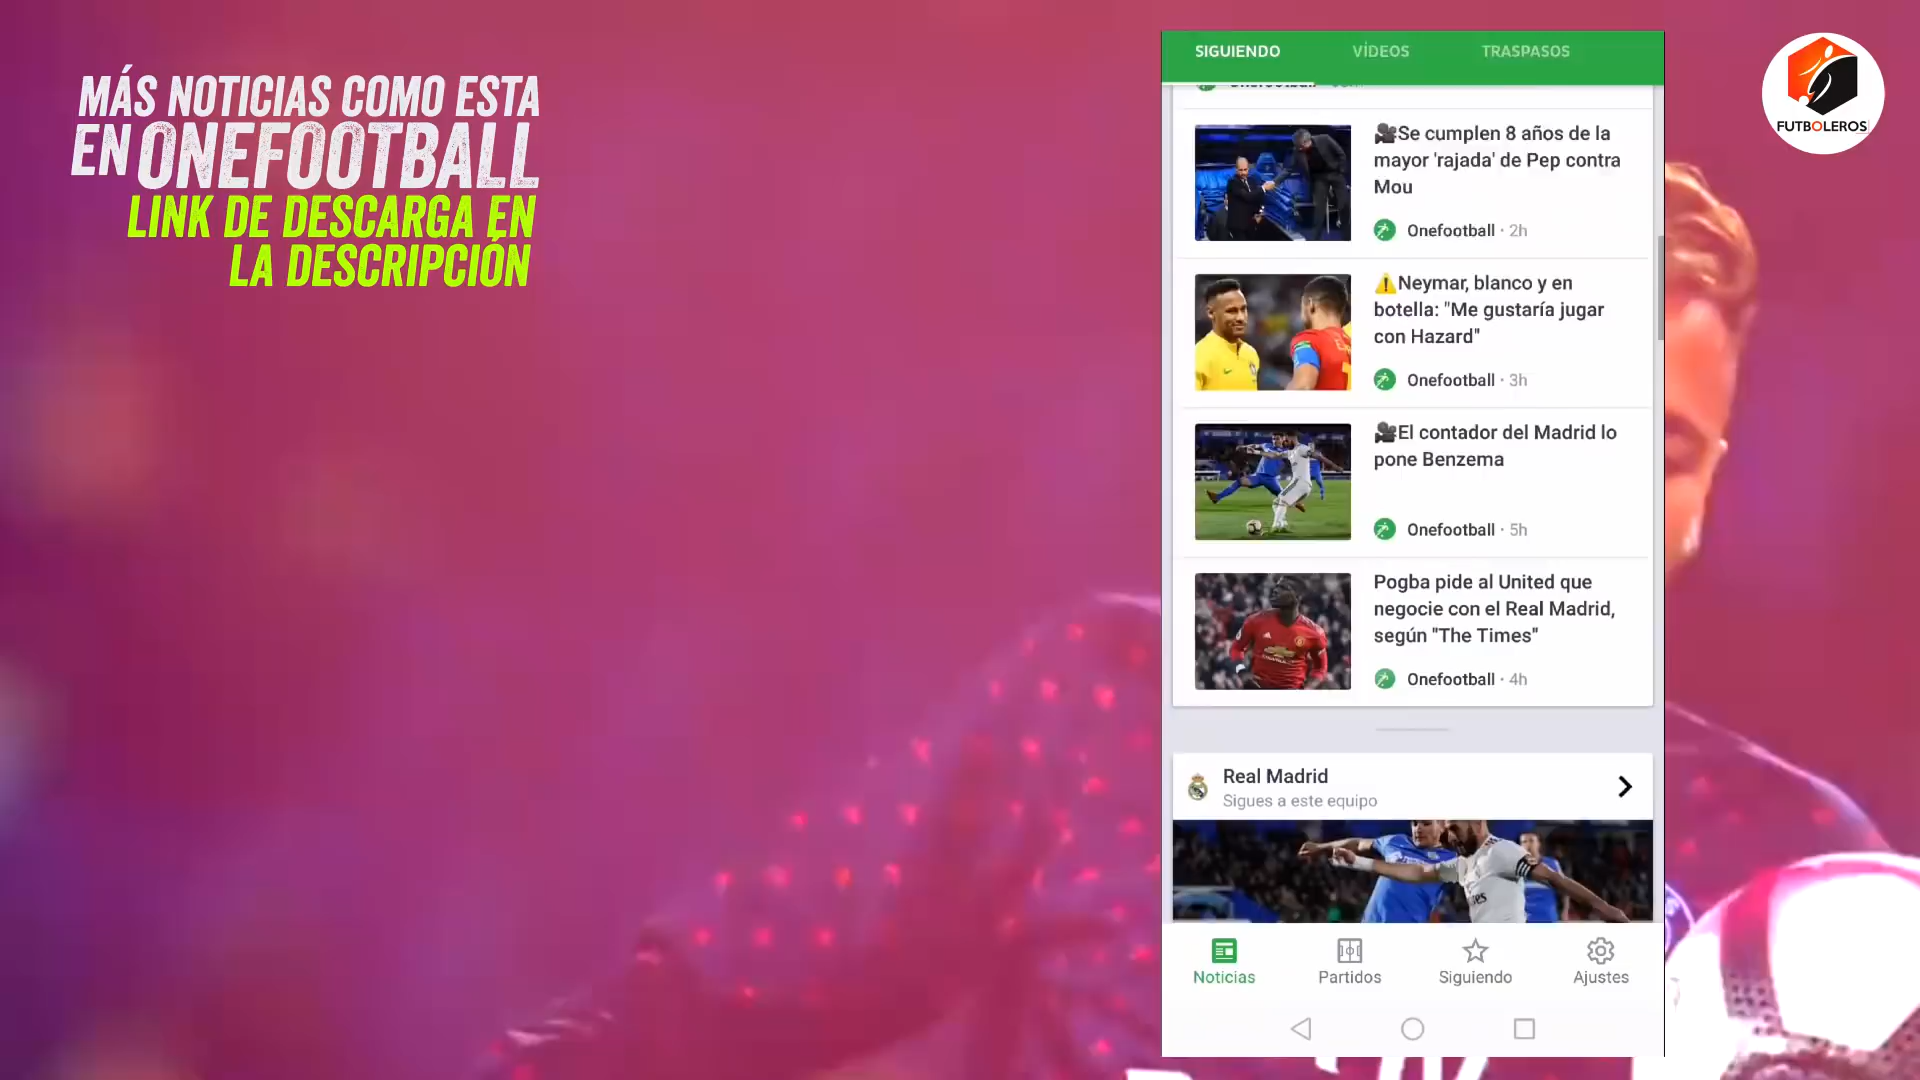 MÁS NOTICIAS COMO ESTA
EN ONEFOOTBALL
LINK DE DESCARGA EN
LA DESCRIPCIÓN
SIGUIENDO
VÍDEOS
TRASPASOS
FUTBOLEROS
Onefootball
🎥Se cumplen 8 años de la
mayor 'rajada' de Pep contra
Mou
Onefootball · 2h
⚠️Neymar, blanco y en
botella: "Me gustaría jugar
con Hazard"
Onefootball · 3h
🎥El contador del Madrid lo
pone Benzema
Onefootball · 5h
Pogba pide al United que
negocie con el Real Madrid,
según "The Times"
Onefootball · 4h
Real Madrid
Sigues a este equipo
Noticias
Partidos
Siguiendo
Ajustes